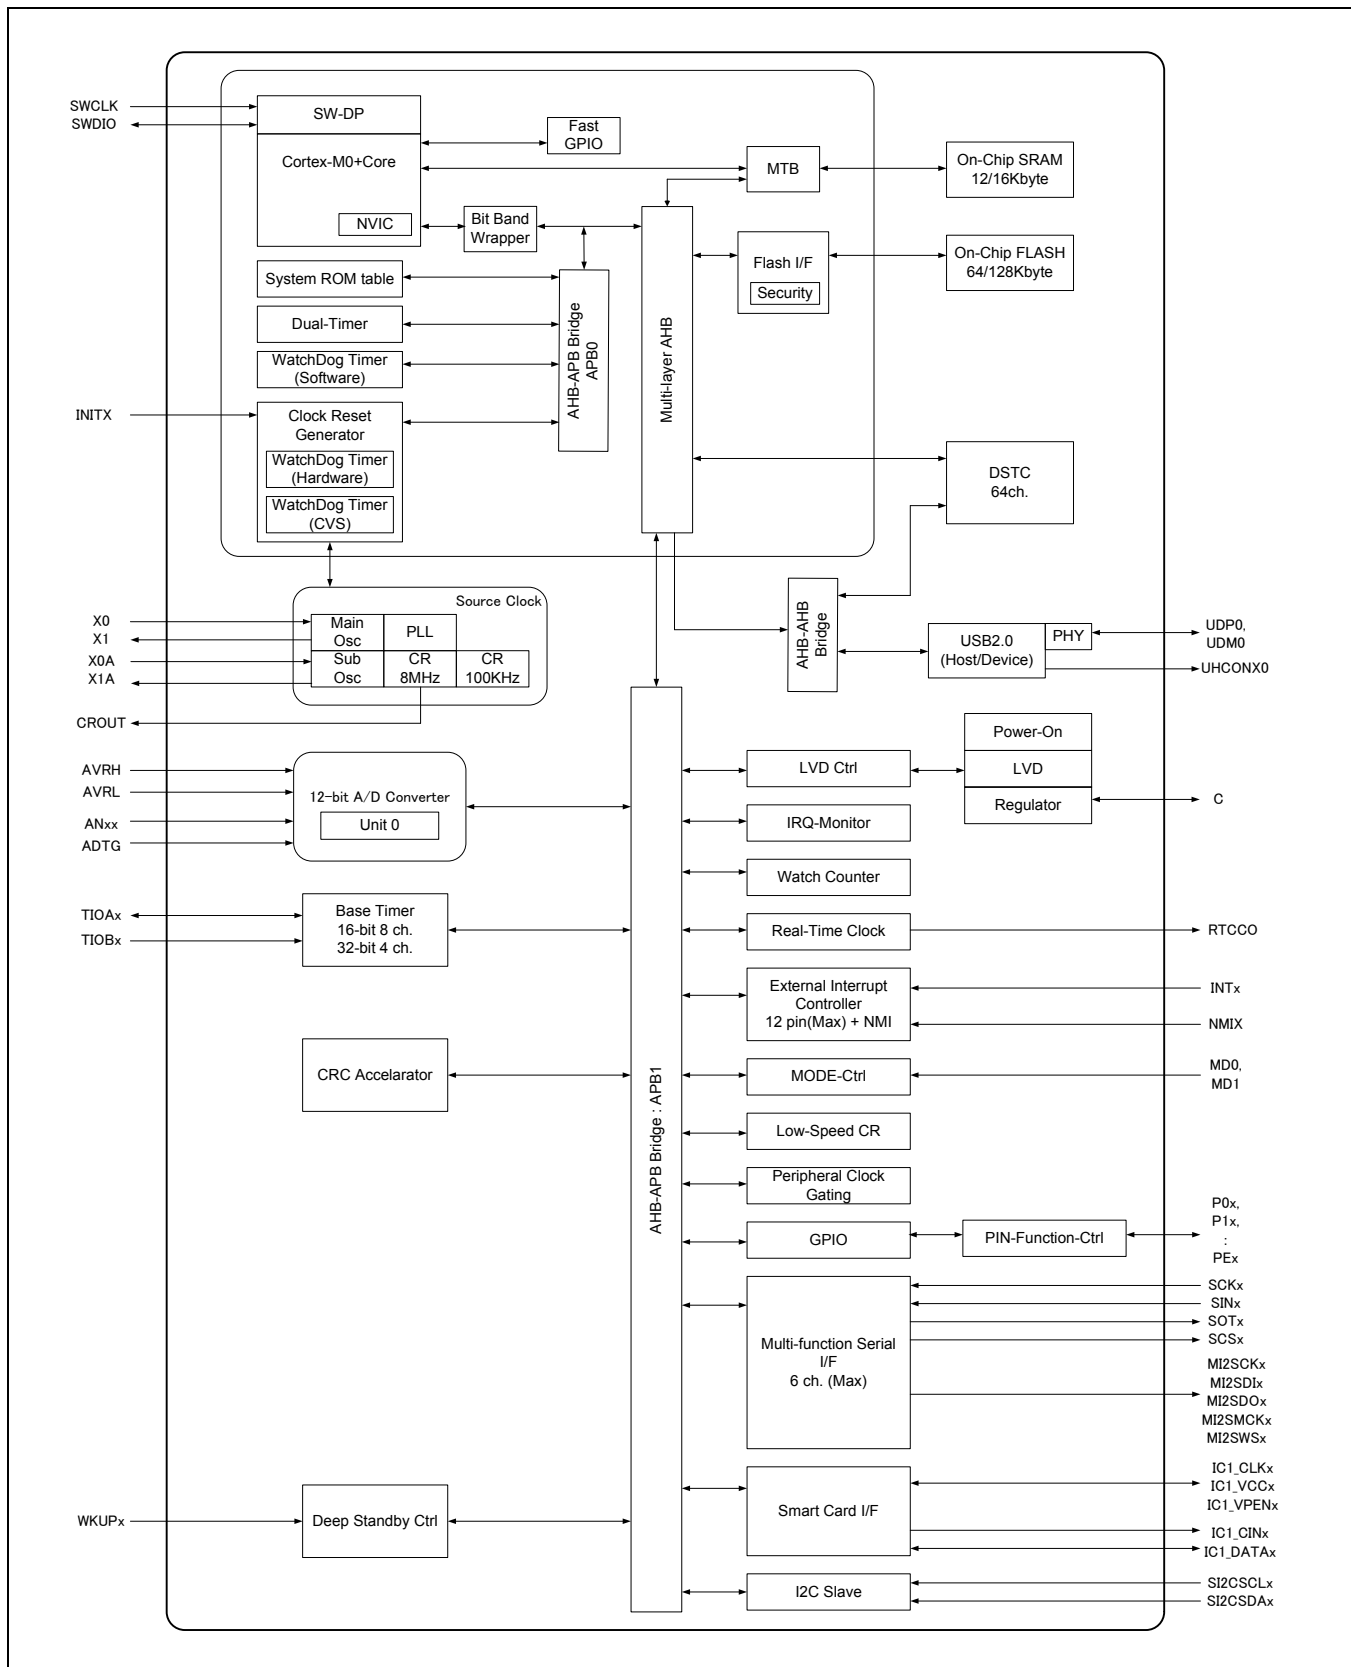 SWCLK
SWDIO
SW-DP
Cortex-M0+Core
NVIC
Fast
GPIO
Bit Band
Wrapper
MTB
On-Chip SRAM
12/16Kbyte
Flash I/F
Security
On-Chip FLASH
64/128Kbyte
System ROM table
Dual-Timer
WatchDog Timer
(Software)
AHB-APB Bridge
APB0
Multi-layer AHB
INITX
Clock Reset
Generator
WatchDog Timer
(Hardware)
WatchDog Timer
(CVS)
DSTC
64ch.
AHB-AHB
Bridge
Source Clock
X0
X1
X0A
X1A
CROUT
Main
Osc
PLL
Sub
Osc
CR
8MHz
CR
100KHz
USB2.0
(Host/Device)
PHY
UDP0,
UDM0
UHCONX0
AVRH
AVRL
ANxx
ADTG
12-bit A/D Converter
Unit 0
LVD Ctrl
Power-On
LVD
Regulator
C
IRQ-Monitor
Watch Counter
TIOAx
TIOBx
Base Timer
16-bit 8 ch.
32-bit 4 ch.
Real-Time Clock
RTCCO
External Interrupt
Controller
12 pin(Max) + NMI
INTx
NMIX
CRC Accelarator
AHB-APB Bridge : APB1
MODE-Ctrl
MD0,
MD1
Low-Speed CR
Peripheral Clock
Gating
GPIO
PIN-Function-Ctrl
P0x,
P1x,
:
PEx
Multi-function Serial
I/F
6 ch. (Max)
SCKx
SINx
SOTx
SCSx
MI2SCKx
MI2SDIx
MI2SDOx
MI2SMCKx
MI2SWSx
WKUPx
Deep Standby Ctrl
Smart Card I/F
IC1_CLKx
IC1_VCCx
IC1_VPENx
IC1_CINx
IC1_DATAx
I2C Slave
SI2CSCLx
SI2CSDAx